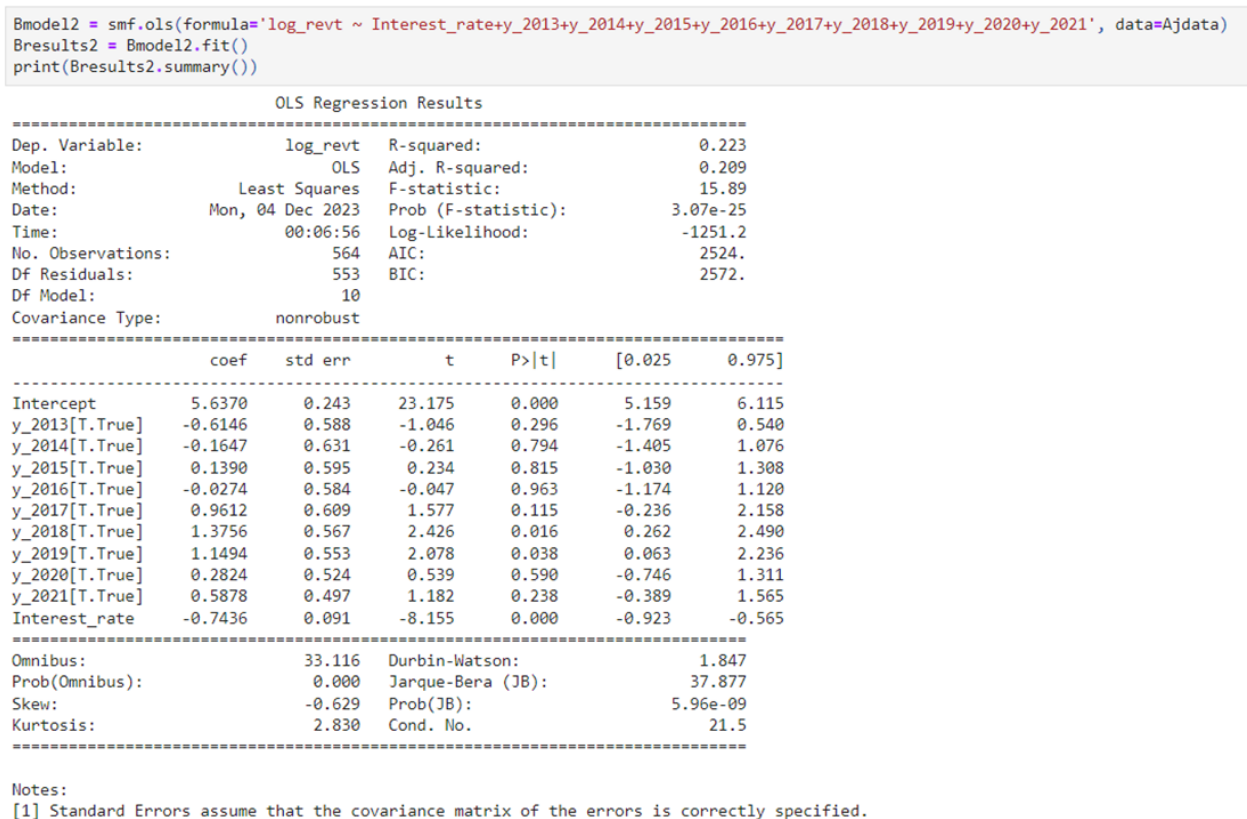 Bmodel2 = smf.ols(formula='log_revt ~ Interest_rate+y_2013+y_2014+y_2015+y_2016+y_2017+y_2018+y_2019+y_2020+y_2021', data=Ajdata)
Bresults2 = Bmodel2.fit()
print(Bresults2.summary())
OLS Regression Results
==============================================================================
Dep. Variable: log_revt R-squared: 0.223
Model: OLS Adj. R-squared: 0.209
Method: Least Squares F-statistic: 15.89
Date: Mon, 04 Dec 2023 Prob (F-statistic): 3.07e-25
Time: 00:06:56 Log-Likelihood: -1251.2
No. Observations: 564 AIC: 2524.
Df Residuals: 553 BIC: 2572.
Df Model: 10
Covariance Type: nonrobust
==================================================================================
coef std err t P>|t| [0.025 0.975]
----------------------------------------------------------------------------------
Intercept 5.6370 0.243 23.175 0.000 5.159 6.115
y_2013[T.True] -0.6146 0.588 -1.046 0.296 -1.769 0.540
y_2014[T.True] -0.1647 0.631 -0.261 0.794 -1.405 1.076
y_2015[T.True] 0.1390 0.595 0.234 0.815 -1.030 1.308
y_2016[T.True] -0.0274 0.584 -0.047 0.963 -1.174 1.120
y_2017[T.True] 0.9612 0.609 1.577 0.115 -0.236 2.158
y_2018[T.True] 1.3756 0.567 2.426 0.016 0.262 2.490
y_2019[T.True] 1.1494 0.553 2.078 0.038 0.063 2.236
y_2020[T.True] 0.2824 0.524 0.539 0.590 -0.746 1.311
y_2021[T.True] 0.5878 0.497 1.182 0.238 -0.389 1.565
Interest_rate -0.7436 0.091 -8.155 0.000 -0.923 -0.565
==============================================================================
Omnibus: 33.116 Durbin-Watson: 1.847
Prob(Omnibus): 0.000 Jarque-Bera (JB): 37.877
Skew: -0.629 Prob(JB): 5.96e-09
Kurtosis: 2.830 Cond. No. 21.5
==============================================================================
Notes:
[1] Standard Errors assume that the covariance matrix of the errors is correctly specified.